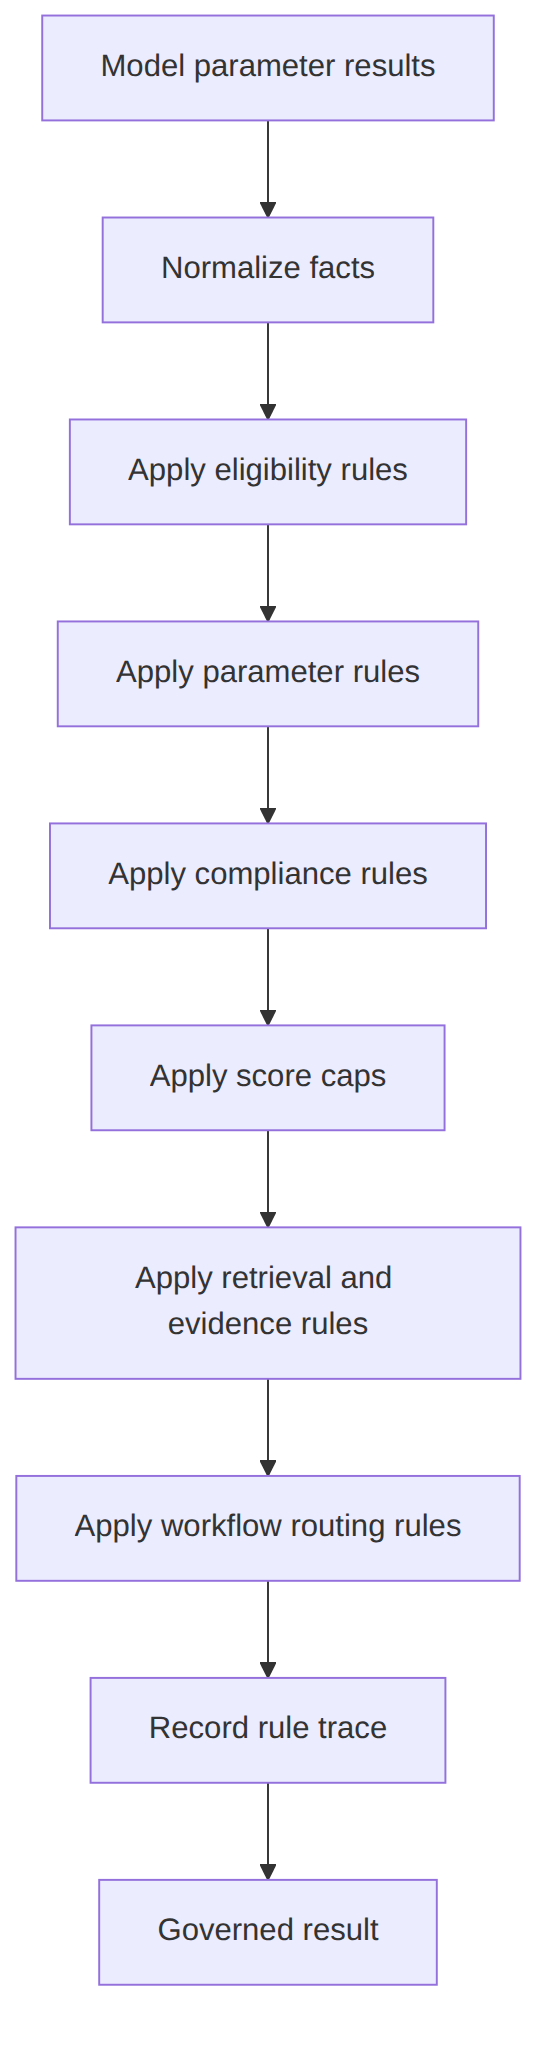 Model parameter results
Normalize facts
Apply eligibility rules
Apply parameter rules
Apply compliance rules
Apply score caps
Apply retrieval and
evidence rules
Apply workflow routing rules
Record rule trace
Governed result